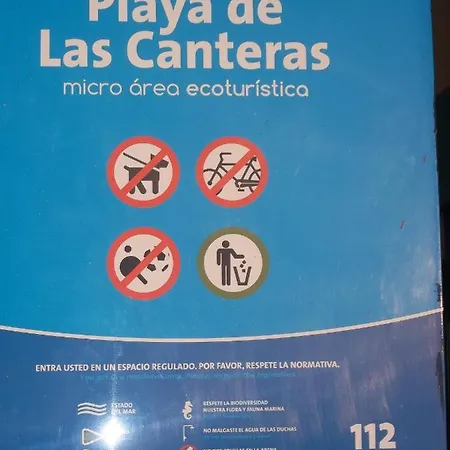 Playa de
Las Canteras
micro área ecoturística
ENTRA USTED EN UN ESPACIO REGULADO. POR FAVOR, RESPETE LA NORMATIVA.
ESTADO
DEL MAR
RESPETE LA BIODIVERSIDAD
NUESTRA FLORA Y FAUNA MARINA
NO MALGASTE EL AGUA DE LAS DUCHAS
112